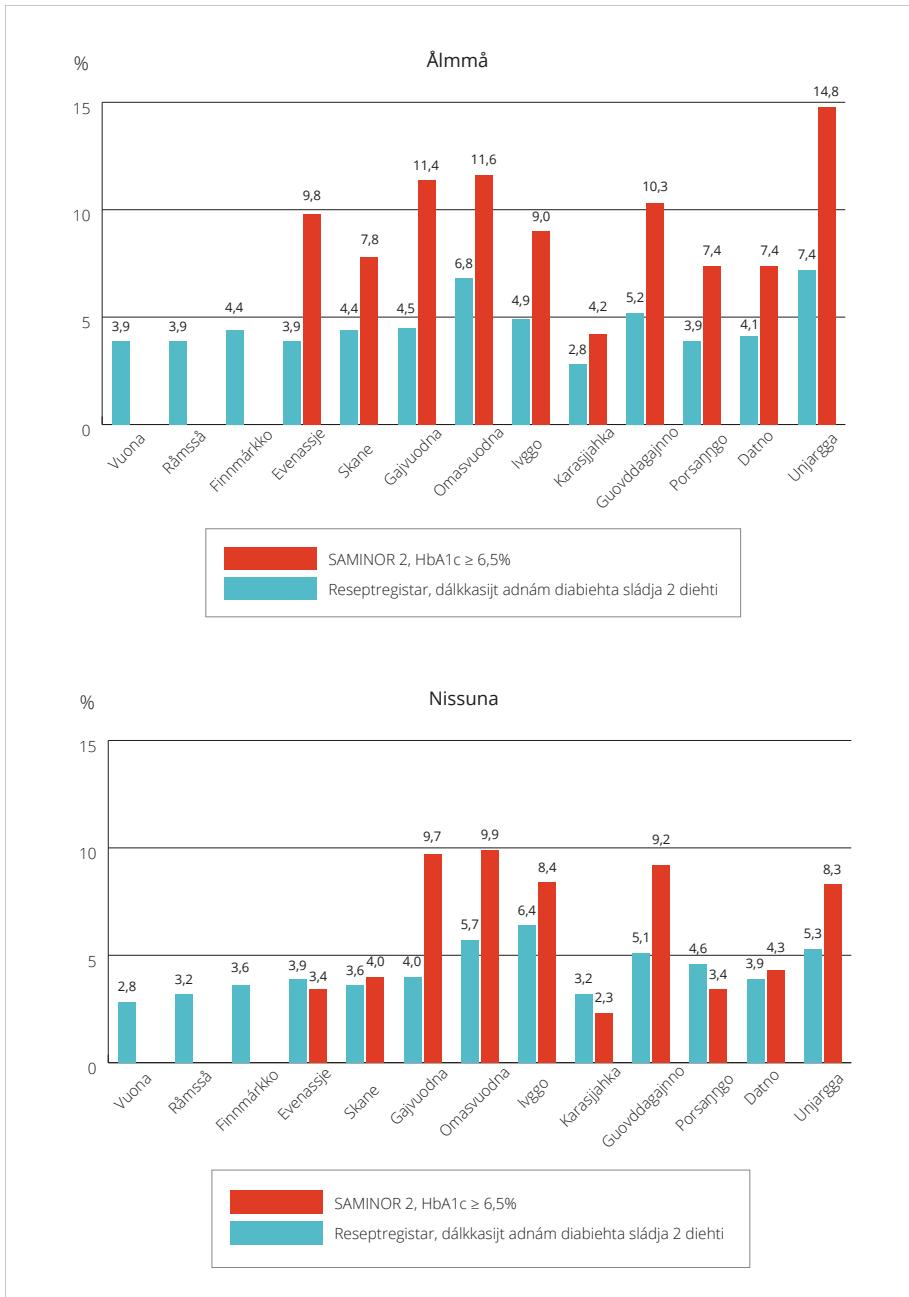 Ålmmå
%
15
10
5
0
3,9 3,9 4,4 3,9 9,8 4,4 7,8 4,5 11,4 6,8 11,6 4,9 9,0 2,8 4,2 5,2 10,3 3,9 7,4 4,1 7,4 7,4 14,8
Vuona Råmsså Finnmárkko Evenassje Skane Gajvuodna Omasvuodna Ivggo Karasjjahka Guovddagajnno Porsaŋŋgo Datno Unjargga
SAMINOR 2, HbA1c ≥ 6,5%
Reseptregistar, dálkkasijt adnám diabiehta sládja 2 diehti
Nissuna
%
15
10
5
0
2,8 3,2 3,6 3,9 3,4 3,6 4,0 4,0 9,7 5,7 9,9 6,4 8,4 3,2 2,3 5,1 9,2 4,6 3,4 3,9 4,3 5,3 8,3
Vuona Råmsså Finnmárkko Evenassje Skane Gajvuodna Omasvuodna Ivggo Karasjjahka Guovddagajnno Porsaŋŋgo Datno Unjargga
SAMINOR 2, HbA1c ≥ 6,5%
Reseptregistar, dálkkasijt adnám diabiehta sládja 2 diehti